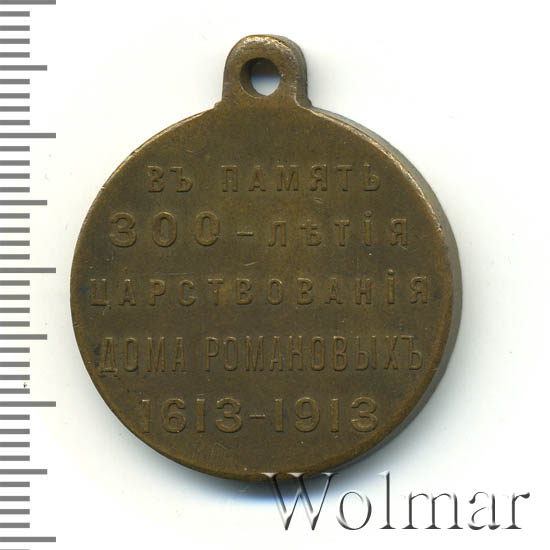 ВЪ ПАМЯТЬ
300-ЛѢТІЯ
ЦАРСТВОВАНІЯ
ДОМА РОМАНОВЫХЪ
1613-1913
Wolmar